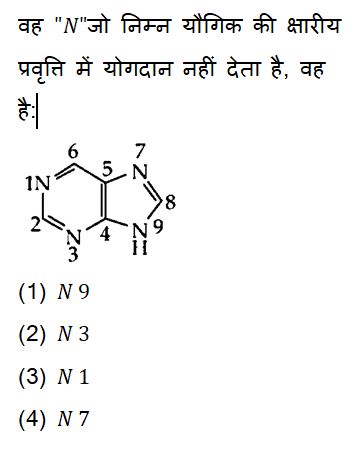 वह "N"जो निम्न यौगिक की क्षारीय
प्रवृत्ति में योगदान नहीं देता है, वह
है:
6
7
5
N
1N
8
2
N
4
N 9
3
H
(1) N 9
(2) N 3
(3) N 1
(4) N 7